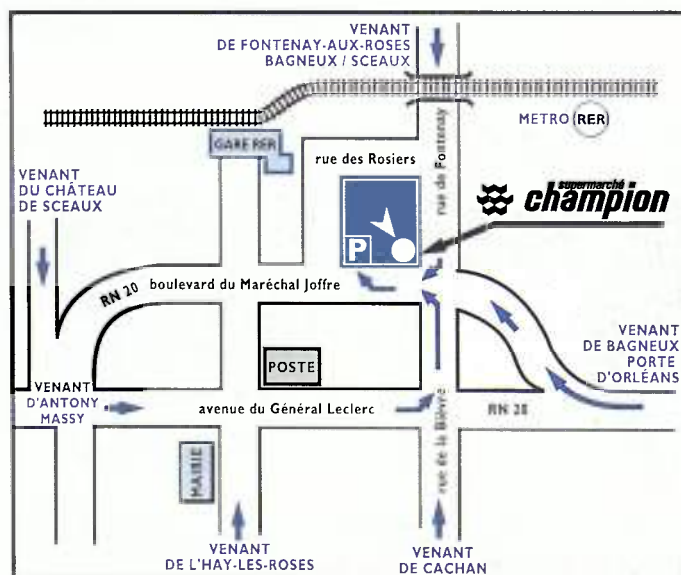 VENANT
DE FONTENAY-AUX-ROSES
BAGNEUX / SCEAUX
METRO RER
GARE RER
rue des Rosiers
rue de Fontenay
VENANT
DU CHÂTEAU
DE SCEAUX
supermarché
chämpion
P
RN 20
boulevard du Maréchal Joffre
VENANT
DE BAGNEUX
PORTE
D'ORLÉANS
POSTE
VENANT
D'ANTONY
MASSY
avenue du Général Leclerc
rue de la Bièvre
RN 20
MAIRIE
VENANT
DE L'HAY-LES-ROSES
VENANT
DE CACHAN